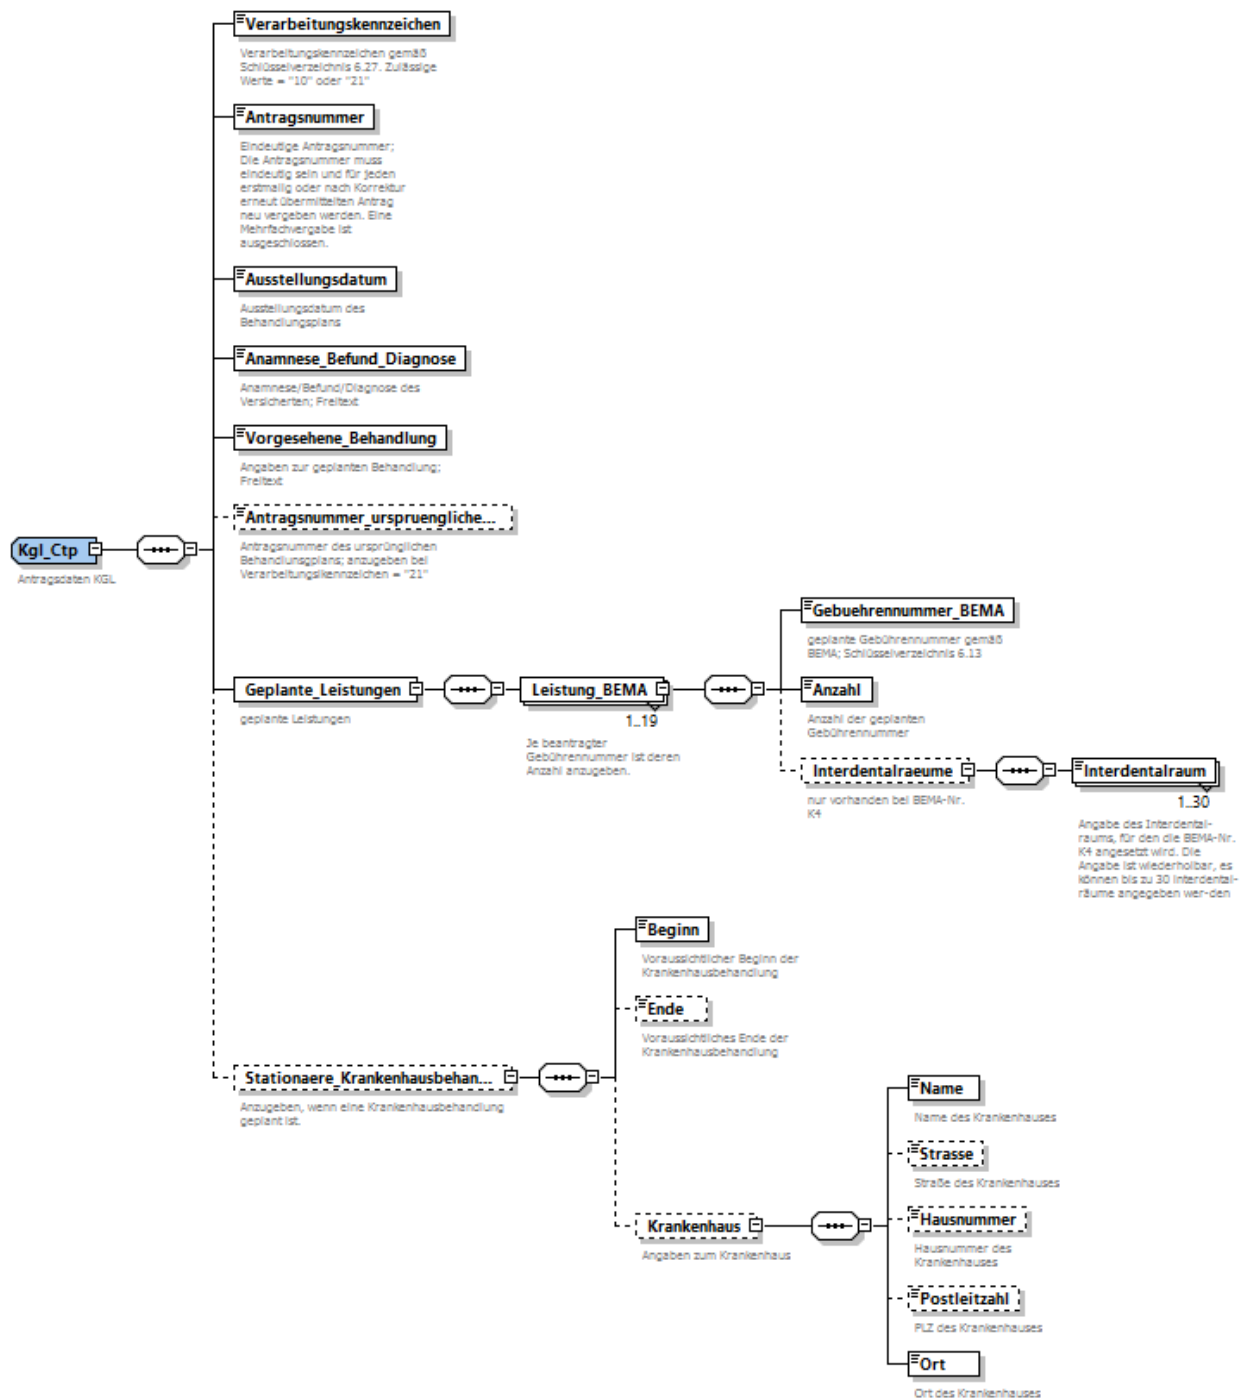 Verarbeitungskennzeichen
Verarbeitungskennzeichen gemäß
Schlüsselverzeichnis 6.27. Zulässige
Werte = "10" oder "21"
Antragsnummer
Eindeutige Antragsnummer;
Die Antragsnummer muss
eindeutig sein und für jeden
erstmalig oder nach Korrektur
erneut übermittelten Antrag
neu vergeben werden. Eine
Mehrfachvergabe ist
ausgeschlossen.
Ausstellungsdatum
Ausstellungsdatum des
Behandlungsplans
Anamnese_Befund_Diagnose
Anamnese/Befund/Diagnose des
Versicherten; Freitext
Vorgesehene_Behandlung
Angaben zur geplanten Behandlung;
Freitext
Antragsnummer_urspruengliche...
Antragsnummer des ursprünglichen
Behandlunsgplans; anzugeben bei
Verarbeitungslkennzeichen = "21"
Kgl_Ctp
Antragsdaten KGL
Geplante_Leistungen
geplante Leistungen
Leistung_BEMA
1..19
Je beantragter
Gebührennummer ist deren
Anzahl anzugeben.
Gebuehrennummer_BEMA
geplante Gebührennummer gemäß
BEMA; Schlüsselverzeichnis 6.13
Anzahl
Anzahl der geplanten
Gebührennummer
Interdentalraeume
nur vorhanden bei BEMA-Nr.
K4
Interdentalraum
1..30
Angabe des Interdental-
raums, für den die BEMA-Nr.
K4 angesetzt wird. Die
Angabe ist wiederholbar, es
können bis zu 30 Interdental-
räume angegeben wer-den
Stationaere_Krankenhausbehan...
Anzugeben, wenn eine Krankenhausbehandlung
geplant ist.
Beginn
Voraussichtlicher Beginn der
Krankenhausbehandlung
Ende
Voraussichtliches Ende der
Krankenhausbehandlung
Krankenhaus
Angaben zum Krankenhaus
Name
Name des Krankenhauses
Strasse
Straße des Krankenhauses
Hausnummer
Hausnummer des
Krankenhauses
Postleitzahl
PLZ des Krankenhauses
Ort
Ort des Krankenhauses